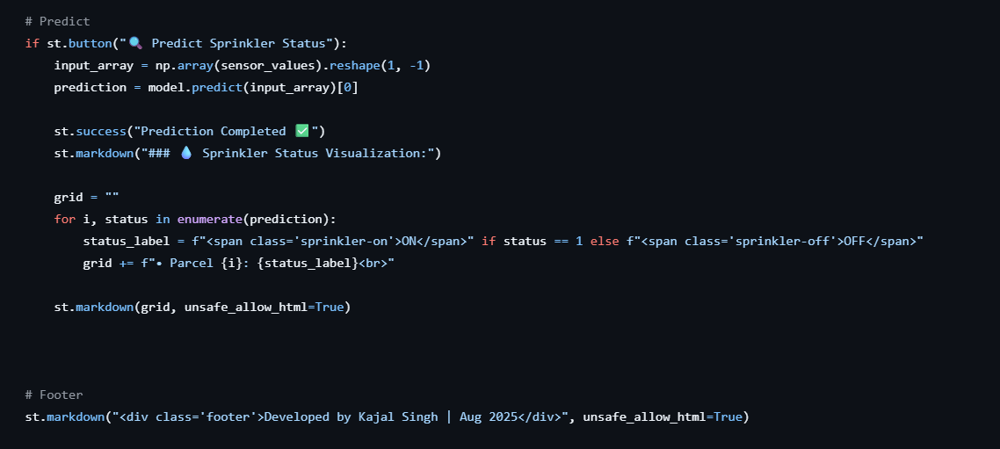 # Predict
if st.button("🔍 Predict Sprinkler Status"):
    input_array = np.array(sensor_values).reshape(1, -1)
    prediction = model.predict(input_array)[0]
    st.success("Prediction Completed ✅")
    st.markdown("### 💧 Sprinkler Status Visualization:")
    grid = ""
    for i, status in enumerate(prediction):
        status_label = f"<span class='sprinkler-on'>ON</span>" if status == 1 else f"<span class='sprinkler-off'>OFF</span>"
        grid += f"• Parcel {i}: {status_label}<br>"
    st.markdown(grid, unsafe_allow_html=True)
# Footer
st.markdown("<div class='footer'>Developed by Kajal Singh | Aug 2025</div>", unsafe_allow_html=True)